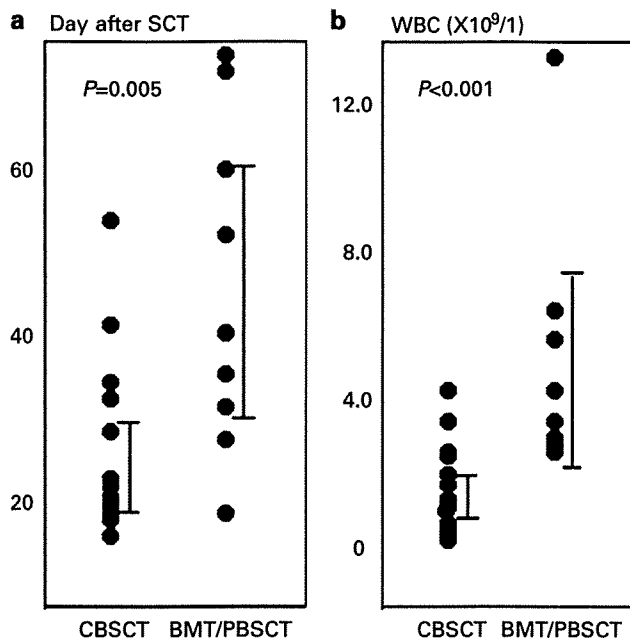 a Day after SCT
P=0.005
60
40
20
CBSCT BMT/PBSCT
b WBC (X10⁹/1)
P<0.001
12.0
8.0
4.0
0
CBSCT BMT/PBSCT